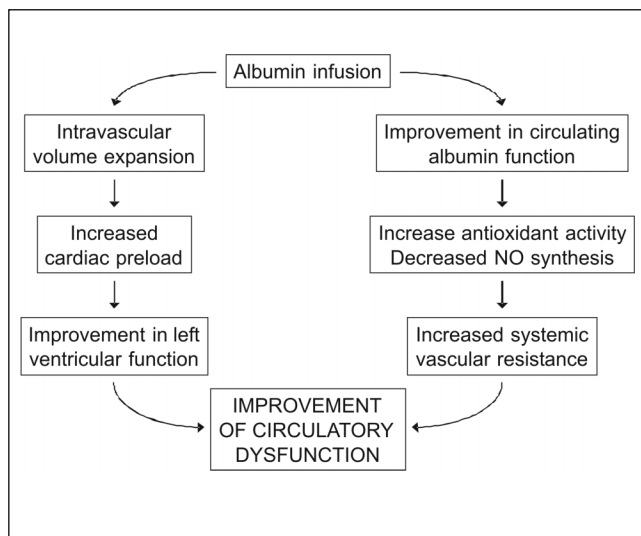 Albumin infusion
Intravascular
volume expansion
Increased
cardiac preload
Improvement in left
ventricular function
Improvement in circulating
albumin function
Increase antioxidant activity
Decreased NO synthesis
Increased systemic
vascular resistance
IMPROVEMENT
OF CIRCULATORY
DYSFUNCTION